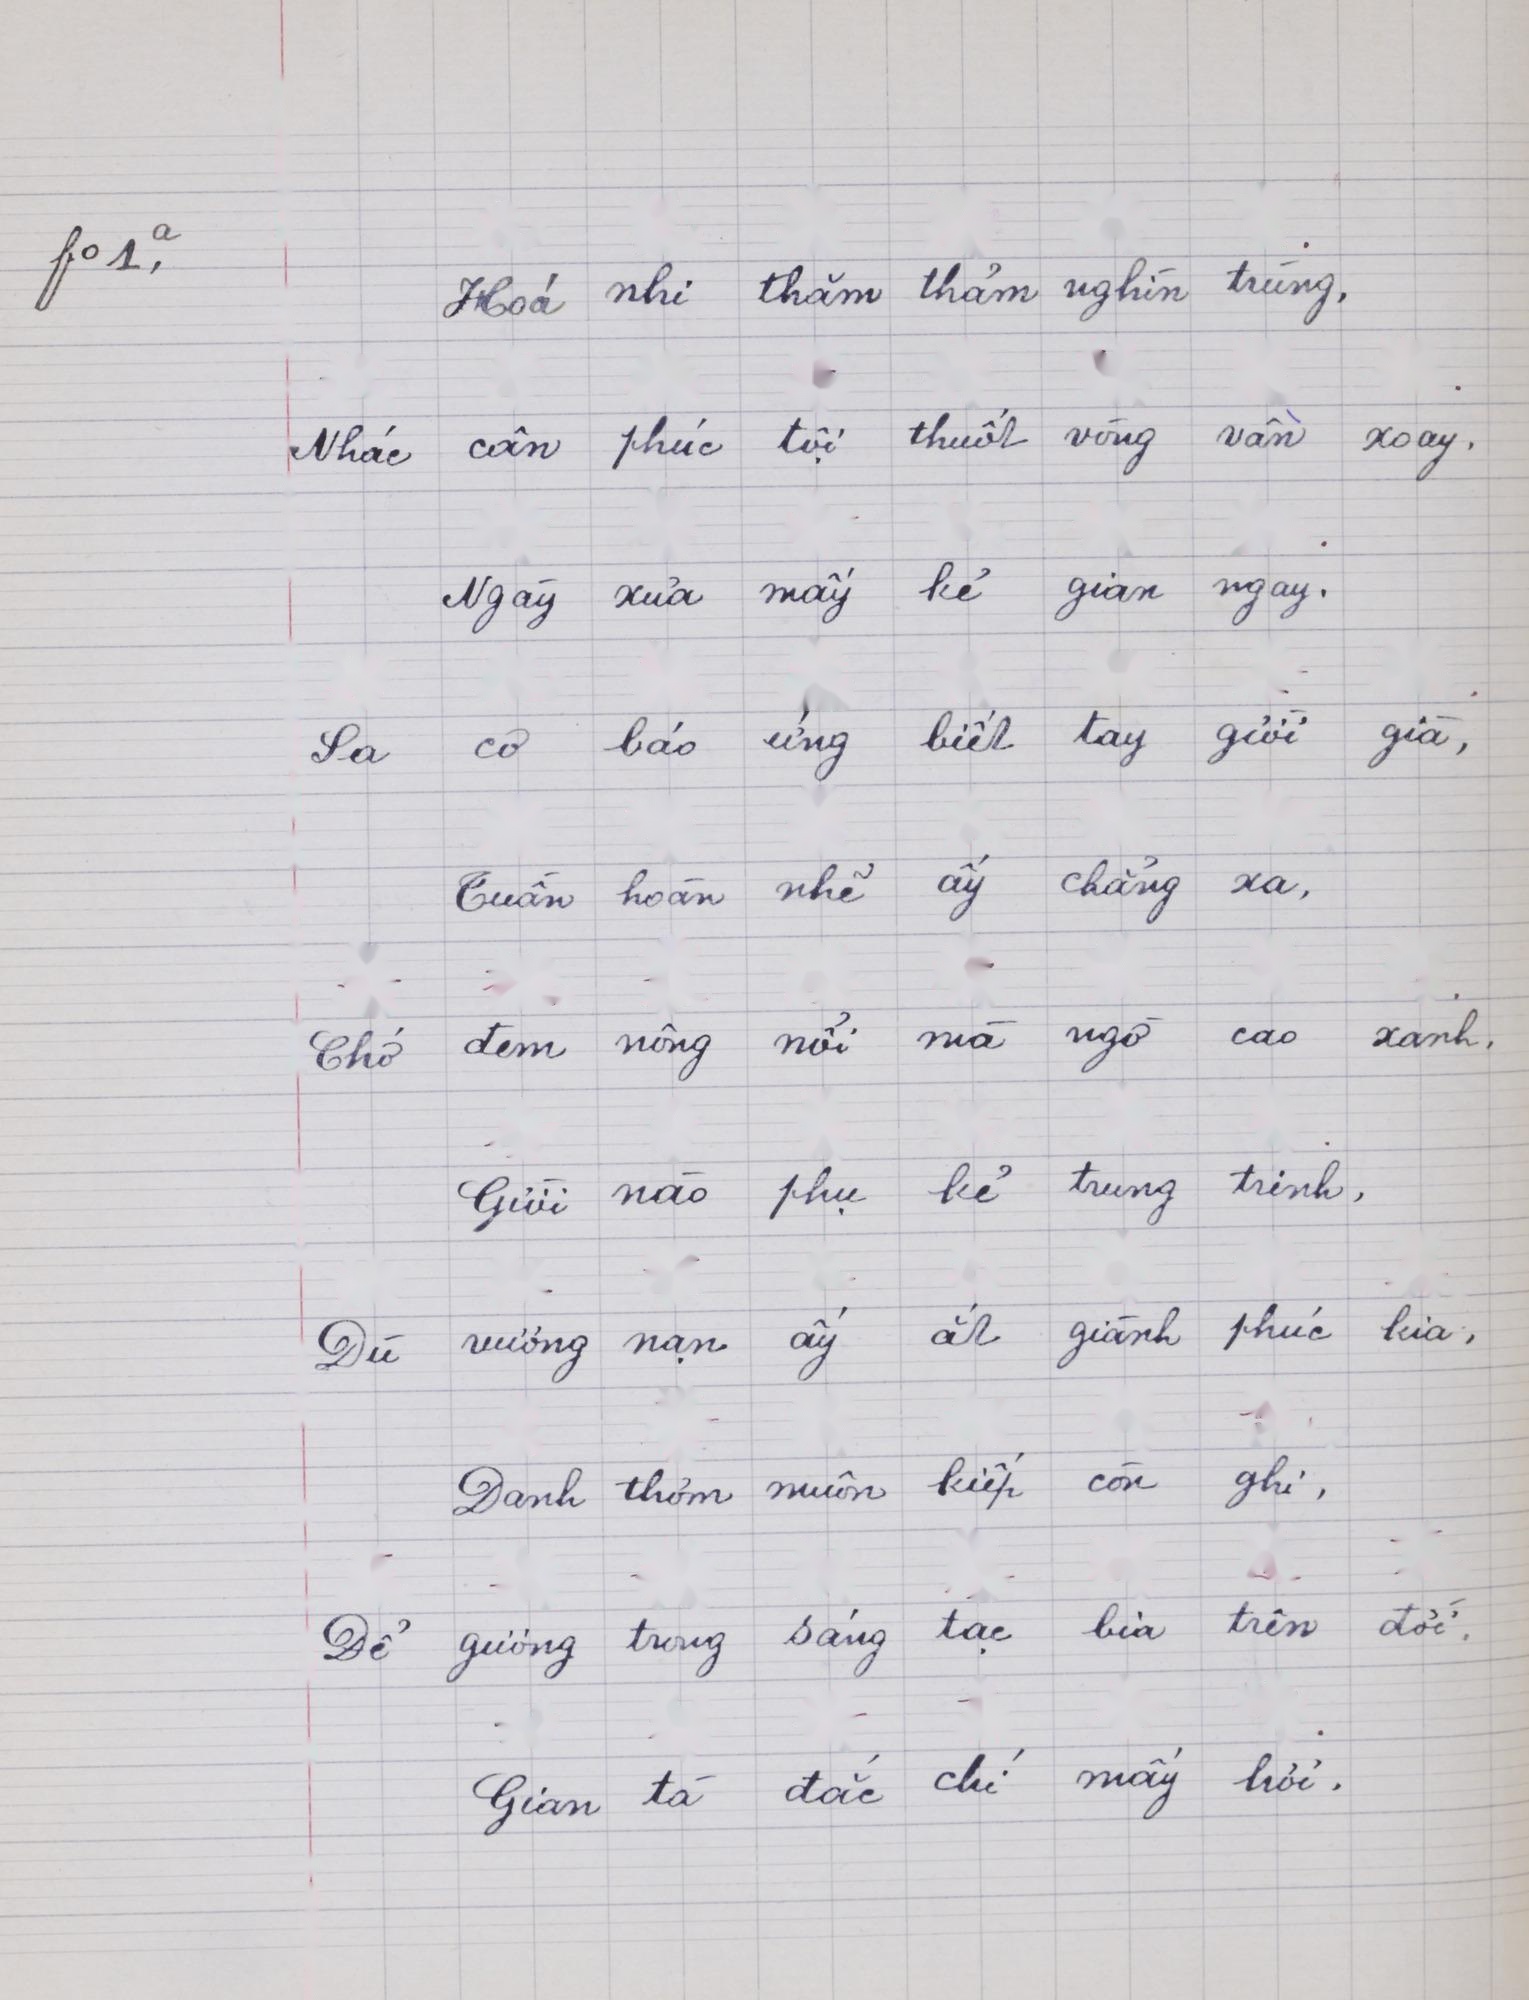 fo 1.a
Hoá nhi thăm thẳm nghìn trùng,
Nhác cân phúc tội thuốt vòng vần xoay.
Ngày xưa mấy kẻ gian ngay.
Sa cơ báo ứng biết tay giời già,
Tuần hoàn nhẽ ấy chẳng xa,
Chớ đem nông nổi mà ngờ cao xanh.
Giời nào phụ kẻ trung trinh,
Dù vương nạn ấy ắt giành phúc kia,
Danh thơm muôn kiếp còn ghi,
Để gương trong sáng tạc bia trên đời.
Gian tà đắc chí mấy hơi.